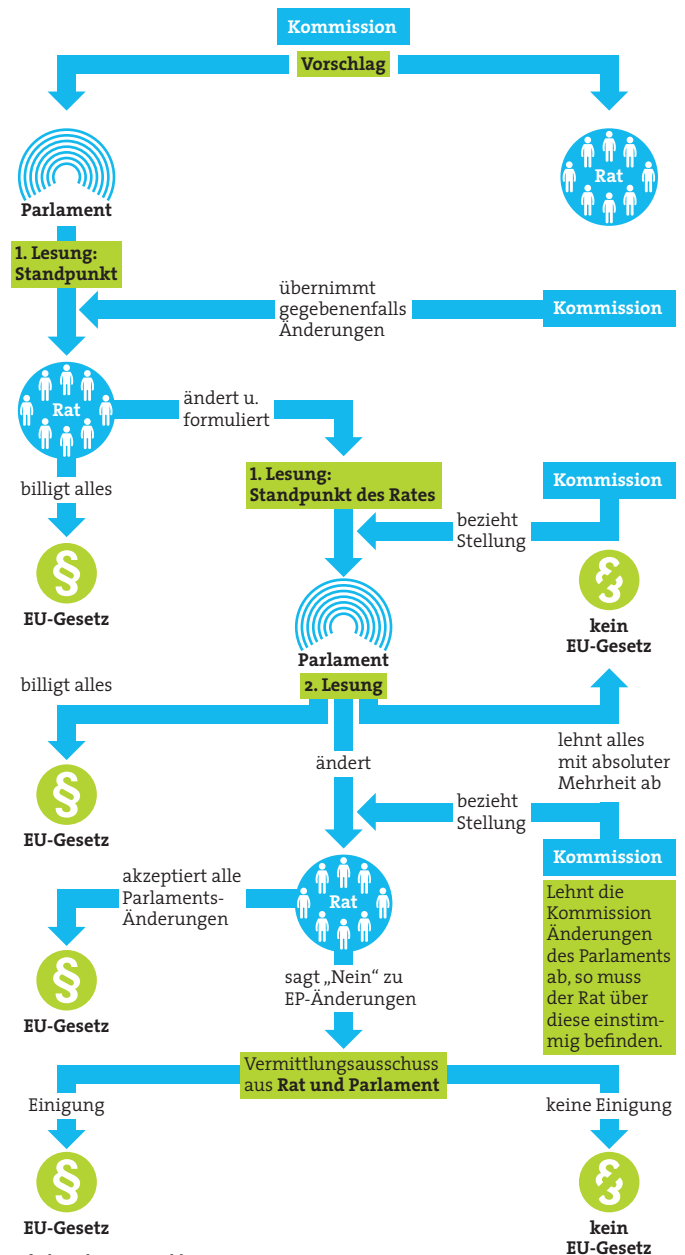 Kommission
Vorschlag
Parlament
Rat
1. Lesung:
Standpunkt
übernimmt
gegebenenfalls
Änderungen
Kommission
Rat
ändert u.
formuliert
billigt alles
1. Lesung:
Standpunkt des Rates
Kommission
bezieht
Stellung
§
EU-Gesetz
kein
EU-Gesetz
Parlament
2. Lesung
billigt alles
ändert
lehnt alles
mit absoluter
Mehrheit ab
§
EU-Gesetz
bezieht
Stellung
Kommission
Lehnt die
Kommission
Änderungen
des Parlaments
ab, so muss
der Rat über
diese einstim-
mig befinden.
akzeptiert alle
Parlaments-
Änderungen
Rat
§
EU-Gesetz
sagt „Nein“ zu
EP-Änderungen
Vermittlungsausschuss
aus Rat und Parlament
Einigung
keine Einigung
§
EU-Gesetz
kein
EU-Gesetz